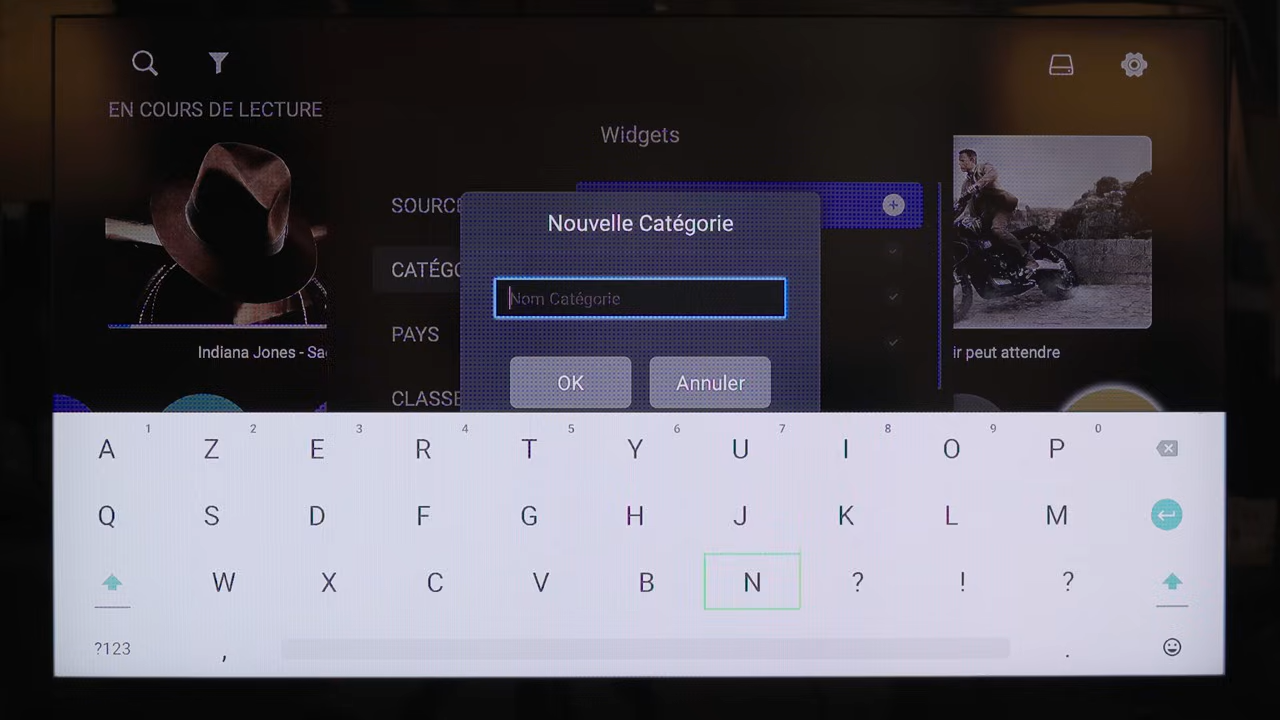 EN COURS DE LECTURE
Widgets
SOURCE
Nouvelle Catégorie
CATÉGO
Nom Catégorie
PAYS
Indiana Jones - Sa
ir peut attendre
OK
Annuler
CLASSE
A 1 Z 2 E 3 R 4 T 5 Y 6 U 7 I 8 O 9 P 0
Q S D F G H J K L M
W X C V B N ? ! ?
?123 , .